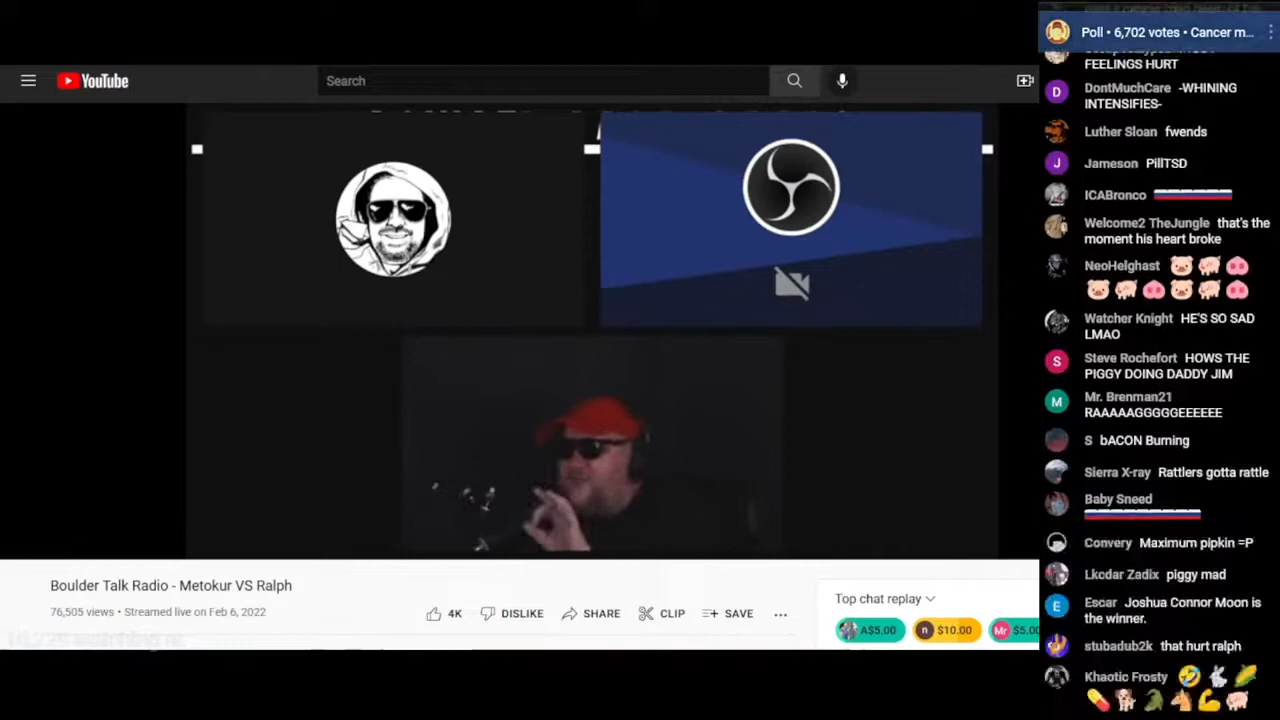 YouTube
Search
Boulder Talk Radio - Metokur VS Ralph
76,505 views • Streamed live on Feb 6, 2022
4K
DISLIKE
SHARE
CLIP
SAVE
Top chat replay
A$5.00
n
$10.00
Mr
$5.00
Poll • 6,702 votes • Cancer m...
FEELINGS HURT
D
DontMuchCare -WHINING
INTENSIFIES-
Luther Sloan fwends
J
Jameson PillTSD
ICABronco
Welcome2 TheJungle that's the
moment his heart broke
NeoHelghast
Watcher Knight HE'S SO SAD
LMAO
S
Steve Rochefort HOWS THE
PIGGY DOING DADDY JIM
M
Mr. Brenman21
RAAAAAGGGGGEEEEEE
S bACON Burning
Sierra X-ray Rattlers gotta rattle
Baby Sneed
Convery Maximum pipkin =P
Lkcdar Zadix piggy mad
E
Escar Joshua Connor Moon is
the winner.
stubadub2k that hurt ralph
Khaotic Frosty